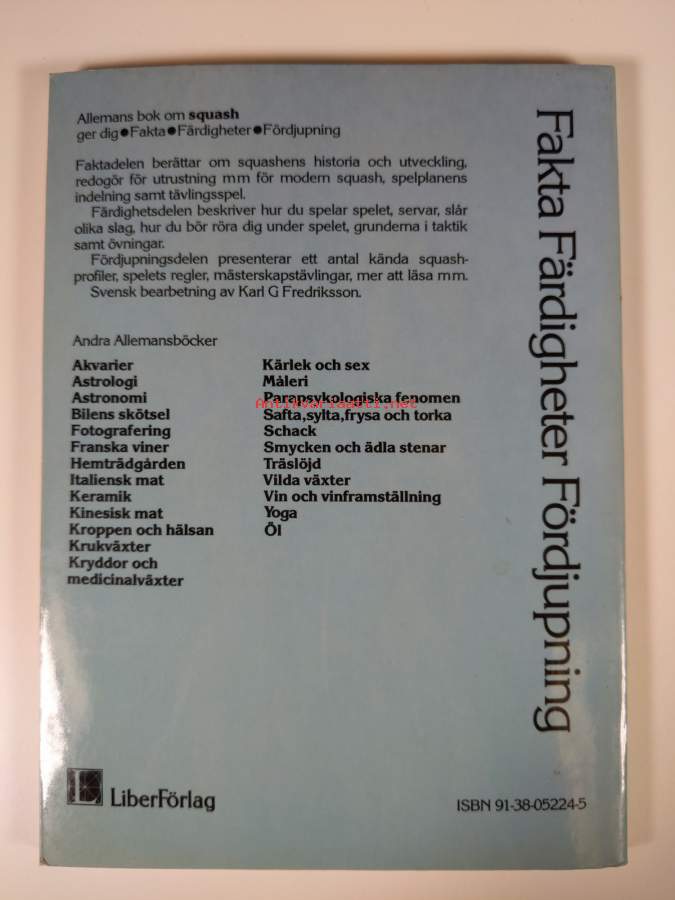 Allemans bok om squash
ger dig●Fakta●Färdigheter●Fördjupning
Faktadelen berättar om squashens historia och utveckling,
redogör för utrustning mm för modern squash, spelplanens
indelning samt tävlingsspel.
Färdighetsdelen beskriver hur du spelar spelet, servar, slår
olika slag, hur du bör röra dig under spelet, grunderna i taktik
samt övningar.
Fördjupningsdelen presenterar ett antal kända squash-
profiler, spelets regler, mästerskapstävlingar, mer att läsa mm.
Svensk bearbetning av Karl G Fredriksson.
Andra Allemansböcker
Akvarier
Astrologi
Astronomi
Bilens skötsel
Fotografering
Franska viner
Hemträdgården
Italiensk mat
Keramik
Kinesisk mat
Kroppen och hälsan
Krukväxter
Kryddor och
medicinalväxter
Kärlek och sex
Måleri
Parapsykologiska fenomen
Safta,sylta,frysa och torka
Schack
Smycken och ädla stenar
Träslöjd
Vilda växter
Vin och vinframställning
Yoga
Öl
Antikvariaatti.net
Fakta Färdigheter Fördjupning
LiberFörlag
ISBN 91-38-05224-5